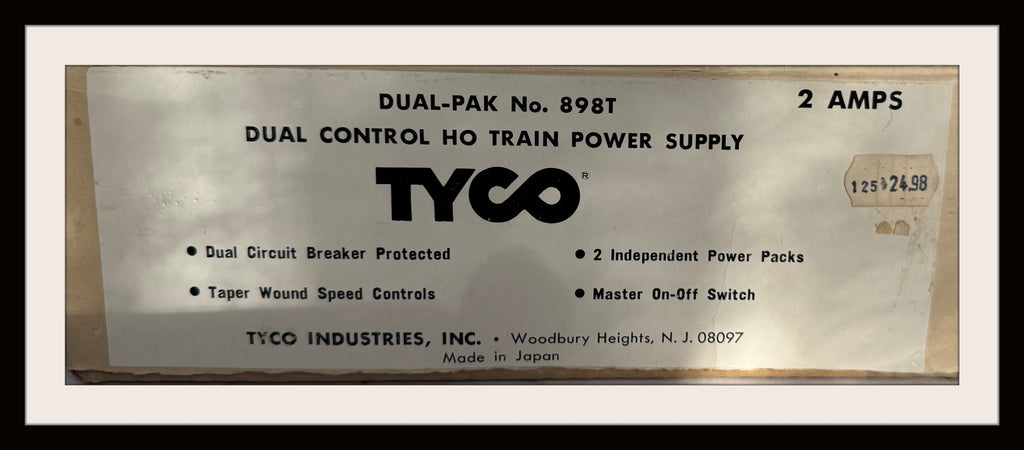 DUAL-PAK No. 898T
2 AMPS
DUAL CONTROL HO TRAIN POWER SUPPLY
TYCO®
125 $24.98
• Dual Circuit Breaker Protected
• 2 Independent Power Packs
• Taper Wound Speed Controls
• Master On-Off Switch
TYCO INDUSTRIES, INC. • Woodbury Heights, N. J. 08097
Made in Japan